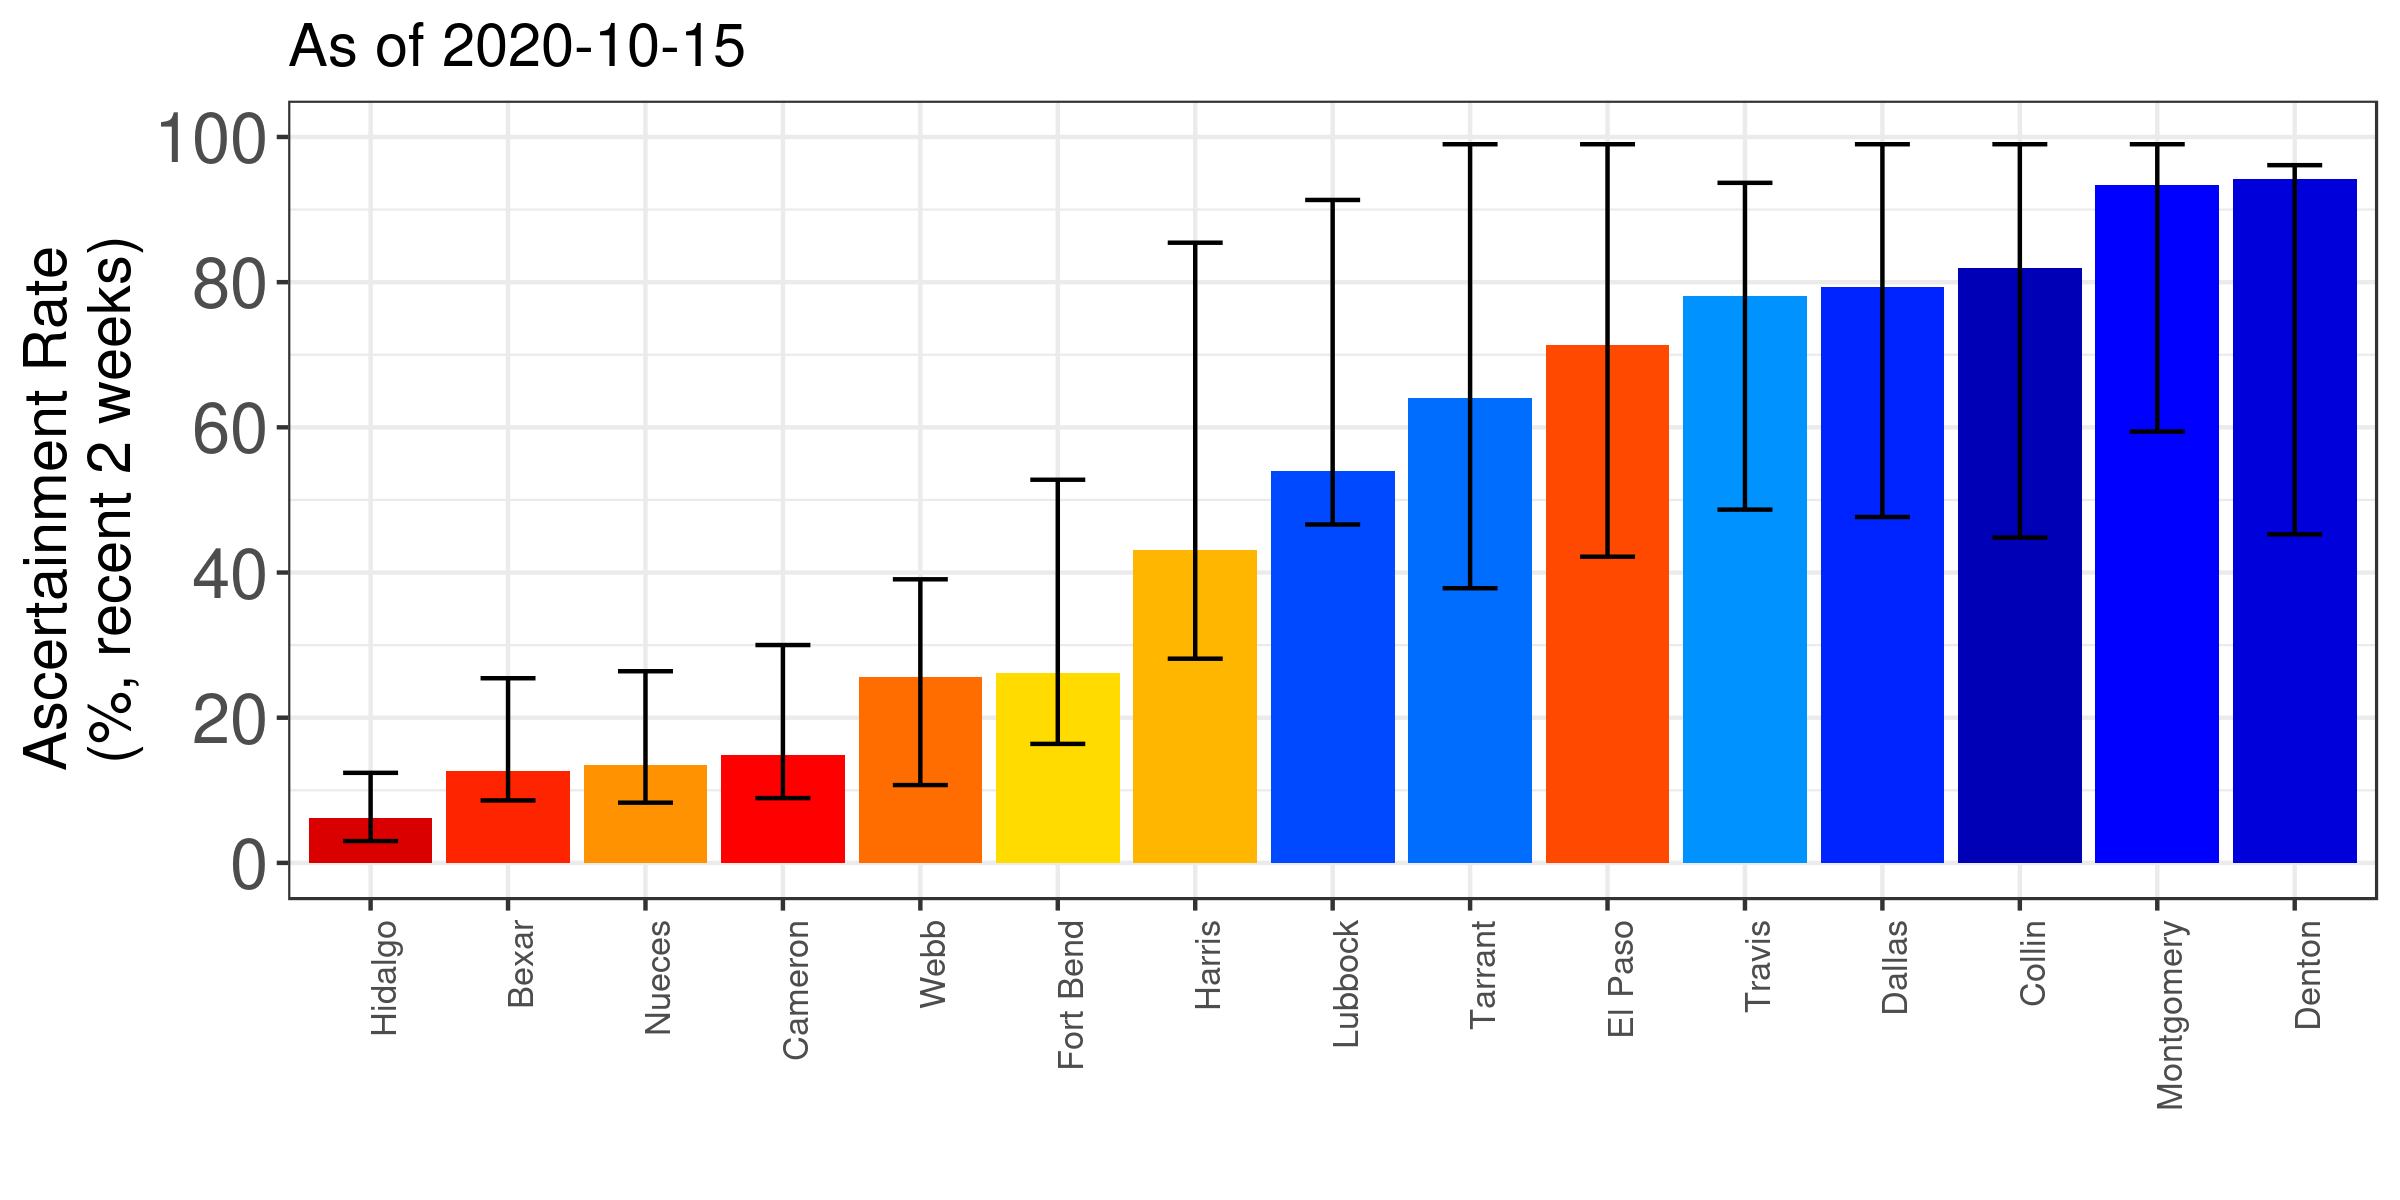 As of 2020-10-15
Ascertainment Rate
(%, recent 2 weeks)
100
80
60
40
20
0
Hidalgo
Bexar
Nueces
Cameron
Webb
Fort Bend
Harris
Lubbock
Tarrant
El Paso
Travis
Dallas
Collin
Montgomery
Denton